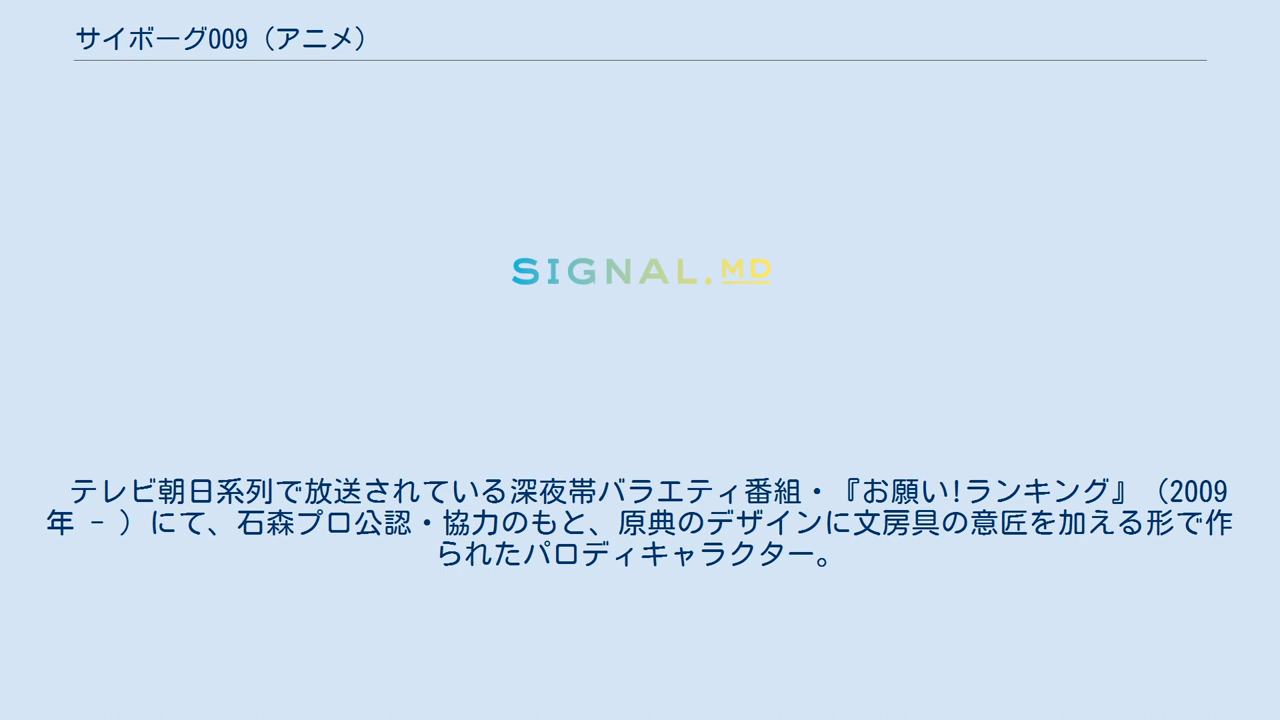 サイボーグ009（アニメ）
SIGNAL.MD
テレビ朝日系列で放送されている深夜帯バラエティ番組・『お願い!ランキング』（2009
年 - ）にて、石森プロ公認・協力のもと、原典のデザインに文房具の意匠を加える形で作
られたパロディキャラクター。